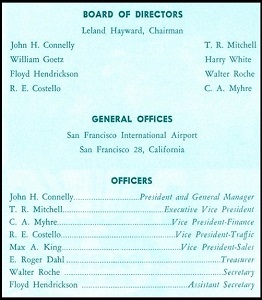 BOARD OF DIRECTORS
Leland Hayward, Chairman
John H. Connelly T. R. Mitchell
William Goetz Harry White
Floyd Hendrickson Walter Roche
R. E. Costello C. A. Myhre
GENERAL OFFICES
San Francisco International Airport
San Francisco 28, California
OFFICERS
John H. Connelly..............................President and General Manager
T. R. Mitchell..............................Executive Vice President
C. A. Myhre..............................Vice President-Finance
R. E. Costello..............................Vice President-Traffic
Max A. King..............................Vice President-Sales
E. Roger Dahl..............................Treasurer
Walter Roche..............................Secretary
Floyd Hendrickson..............................Assistant Secretary